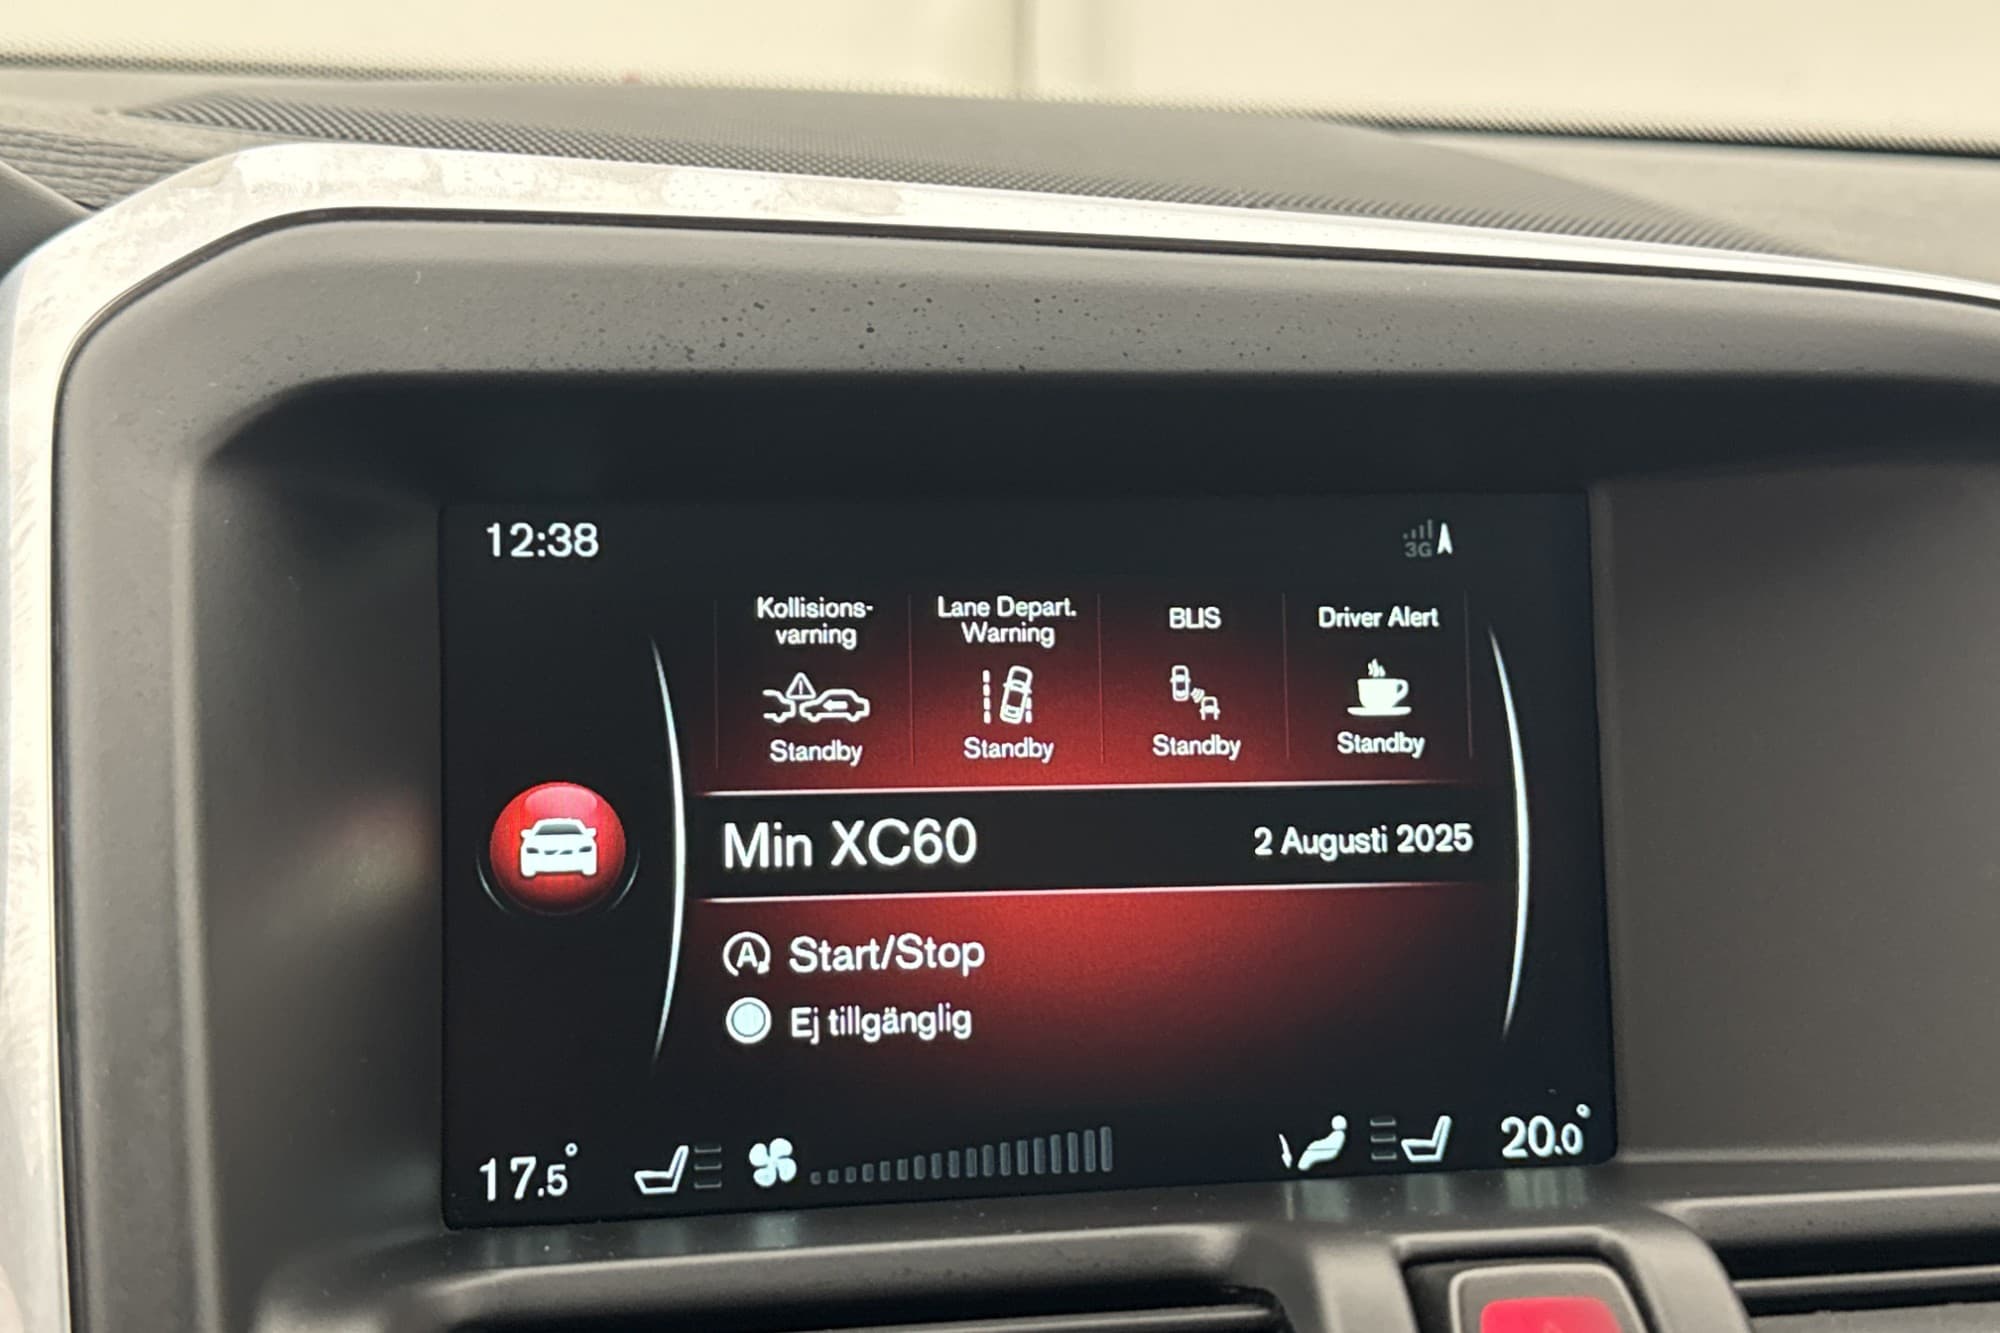 12:38
3G
Kollisions-
varning
Lane Depart.
Warning
BLIS
Driver Alert
Standby
Standby
Standby
Standby
Min XC60
2 Augusti 2025
A Start/Stop
Ej tillgänglig
17.5°
20.0°